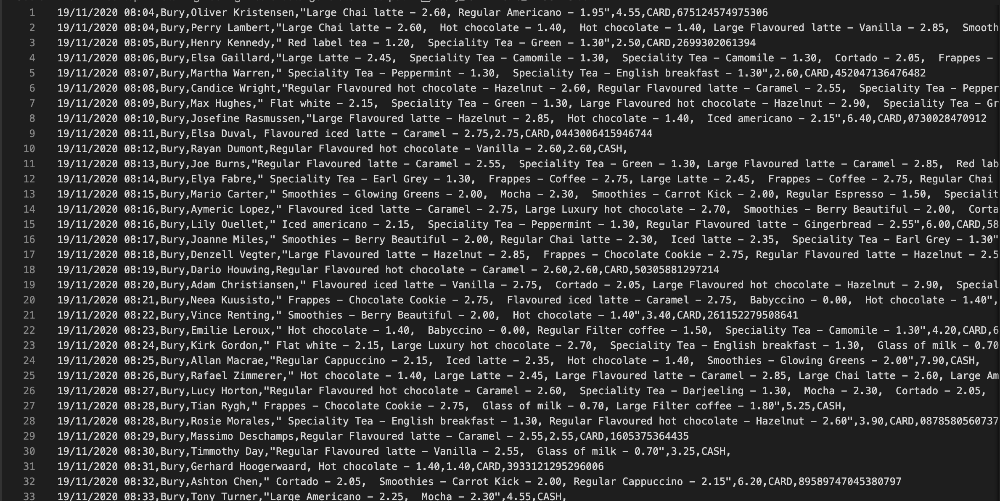 1 19/11/2020 08:04,Bury,Oliver Kristensen,"Large Chai latte - 2.60, Regular Americano - 1.95",4.55,CARD,675124574975306
2 19/11/2020 08:04,Bury,Perry Lambert,"Large Chai latte - 2.60,  Hot chocolate - 1.40,  Hot chocolate - 1.40, Large Flavoured latte - Vanilla - 2.85,  Smooth
3 19/11/2020 08:05,Bury,Henry Kennedy," Red label tea - 1.20,  Speciality Tea - Green - 1.30",2.50,CARD,2699302061394
4 19/11/2020 08:06,Bury,Elsa Gaillard,"Large Latte - 2.45,  Speciality Tea - Camomile - 1.30,  Speciality Tea - Camomile - 1.30,  Cortado - 2.05,  Frappes -
5 19/11/2020 08:07,Bury,Martha Warren," Speciality Tea - Peppermint - 1.30,  Speciality Tea - English breakfast - 1.30",2.60,CARD,452047136476482
6 19/11/2020 08:08,Bury,Candice Wright,"Regular Flavoured hot chocolate - Hazelnut - 2.60, Regular Flavoured latte - Caramel - 2.55,  Speciality Tea - Pepper
7 19/11/2020 08:09,Bury,Max Hughes," Flat white - 2.15,  Speciality Tea - Green - 1.30, Large Flavoured hot chocolate - Hazelnut - 2.90,  Speciality Tea - Gr
8 19/11/2020 08:10,Bury,Josefine Rasmussen,"Large Flavoured latte - Hazelnut - 2.85,  Hot chocolate - 1.40,  Iced americano - 2.15",6.40,CARD,0730028470912
9 19/11/2020 08:11,Bury,Elsa Duval, Flavoured iced latte - Caramel - 2.75,2.75,CARD,0443006415946744
10 19/11/2020 08:12,Bury,Rayan Dumont,Regular Flavoured hot chocolate - Vanilla - 2.60,2.60,CASH,
11 19/11/2020 08:13,Bury,Joe Burns,"Regular Flavoured latte - Caramel - 2.55,  Speciality Tea - Green - 1.30, Large Flavoured latte - Caramel - 2.85,  Red lab
12 19/11/2020 08:14,Bury,Elya Fabre," Speciality Tea - Earl Grey - 1.30,  Frappes - Coffee - 2.75, Large Latte - 2.45,  Frappes - Coffee - 2.75, Regular Chai
13 19/11/2020 08:15,Bury,Mario Carter," Smoothies - Glowing Greens - 2.00,  Mocha - 2.30,  Smoothies - Carrot Kick - 2.00, Regular Espresso - 1.50,  Specialit
14 19/11/2020 08:16,Bury,Aymeric Lopez," Flavoured iced latte - Caramel - 2.75, Large Luxury hot chocolate - 2.70,  Smoothies - Berry Beautiful - 2.00,  Corta
15 19/11/2020 08:16,Bury,Lily Ouellet," Iced americano - 2.15,  Speciality Tea - Peppermint - 1.30, Regular Flavoured latte - Gingerbread - 2.55",6.00,CARD,58
16 19/11/2020 08:17,Bury,Joanne Miles," Smoothies - Berry Beautiful - 2.00, Regular Chai latte - 2.30,  Iced latte - 2.35,  Speciality Tea - Earl Grey - 1.30"
17 19/11/2020 08:18,Bury,Denzell Vegter,"Large Flavoured latte - Hazelnut - 2.85,  Frappes - Chocolate Cookie - 2.75, Regular Flavoured latte - Hazelnut - 2.5
18 19/11/2020 08:19,Bury,Dario Houwing,Regular Flavoured hot chocolate - Caramel - 2.60,2.60,CARD,50305881297214
19 19/11/2020 08:20,Bury,Adam Christiansen," Flavoured iced latte - Vanilla - 2.75,  Cortado - 2.05, Large Flavoured hot chocolate - Hazelnut - 2.90,  Special
20 19/11/2020 08:21,Bury,Neea Kuusisto," Frappes - Chocolate Cookie - 2.75,  Flavoured iced latte - Caramel - 2.75,  Babyccino - 0.00,  Hot chocolate - 1.40",
21 19/11/2020 08:22,Bury,Vince Renting," Smoothies - Berry Beautiful - 2.00,  Hot chocolate - 1.40",3.40,CARD,261152279508641
22 19/11/2020 08:23,Bury,Emilie Leroux," Hot chocolate - 1.40,  Babyccino - 0.00, Regular Filter coffee - 1.50,  Speciality Tea - Camomile - 1.30",4.20,CARD,6
23 19/11/2020 08:24,Bury,Kirk Gordon," Flat white - 2.15, Large Luxury hot chocolate - 2.70,  Speciality Tea - English breakfast - 1.30,  Glass of milk - 0.70
24 19/11/2020 08:25,Bury,Allan Macrae,"Regular Cappuccino - 2.15,  Iced latte - 2.35,  Hot chocolate - 1.40,  Smoothies - Glowing Greens - 2.00",7.90,CASH,
25 19/11/2020 08:26,Bury,Rafael Zimmerer," Hot chocolate - 1.40, Large Latte - 2.45, Large Flavoured latte - Caramel - 2.85, Large Chai latte - 2.60, Large Am
26 19/11/2020 08:27,Bury,Lucy Horton,"Regular Flavoured hot chocolate - Caramel - 2.60,  Speciality Tea - Darjeeling - 1.30,  Mocha - 2.30,  Cortado - 2.05,
27 19/11/2020 08:28,Bury,Tian Rygh," Frappes - Chocolate Cookie - 2.75,  Glass of milk - 0.70, Large Filter coffee - 1.80",5.25,CASH,
28 19/11/2020 08:28,Bury,Rosie Morales," Speciality Tea - English breakfast - 1.30, Regular Flavoured hot chocolate - Hazelnut - 2.60",3.90,CARD,0878580560737
29 19/11/2020 08:29,Bury,Massimo Deschamps,Regular Flavoured latte - Caramel - 2.55,2.55,CARD,1605375364435
30 19/11/2020 08:30,Bury,Timmothy Day,"Regular Flavoured latte - Vanilla - 2.55,  Glass of milk - 0.70",3.25,CASH,
31 19/11/2020 08:31,Bury,Gerhard Hoogerwaard, Hot chocolate - 1.40,1.40,CARD,3933121295296006
32 19/11/2020 08:32,Bury,Ashton Chen," Cortado - 2.05,  Smoothies - Carrot Kick - 2.00, Regular Cappuccino - 2.15",6.20,CARD,89589747045380797
33 19/11/2020 08:33,Bury,Tony Turner,"Large Americano - 2.25,  Mocha - 2.30",4.55,CASH,